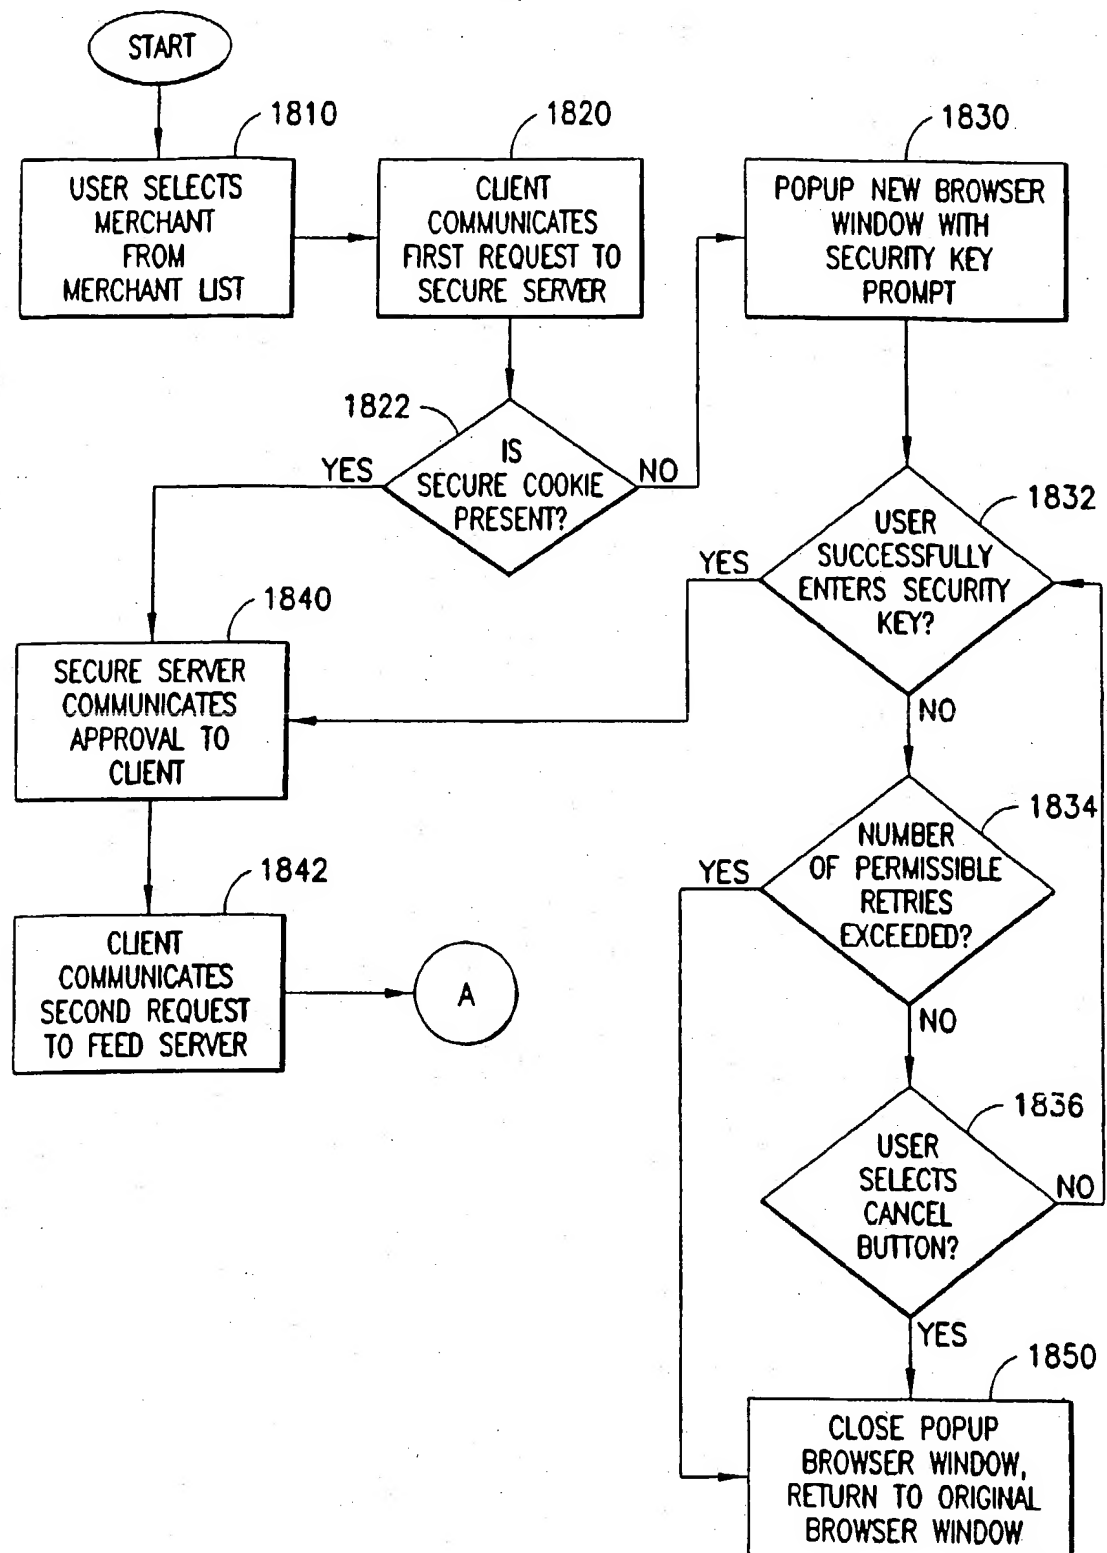 START
1810
USER SELECTS
MERCHANT
FROM
MERCHANT LIST
1820
CLIENT
COMMUNICATES
FIRST REQUEST TO
SECURE SERVER
1830
POPUP NEW BROWSER
WINDOW WITH
SECURITY KEY
PROMPT
1822
IS
SECURE COOKIE
PRESENT?
YES
NO
1832
USER
SUCCESSFULLY
ENTERS SECURITY
KEY?
YES
NO
1840
SECURE SERVER
COMMUNICATES
APPROVAL TO
CLIENT
1834
NUMBER
OF PERMISSIBLE
RETRIES
EXCEEDED?
YES
NO
1842
CLIENT
COMMUNICATES
SECOND REQUEST
TO FEED SERVER
A
1836
USER
SELECTS
CANCEL
BUTTON?
NO
YES
1850
CLOSE POPUP
BROWSER WINDOW,
RETURN TO ORIGINAL
BROWSER WINDOW